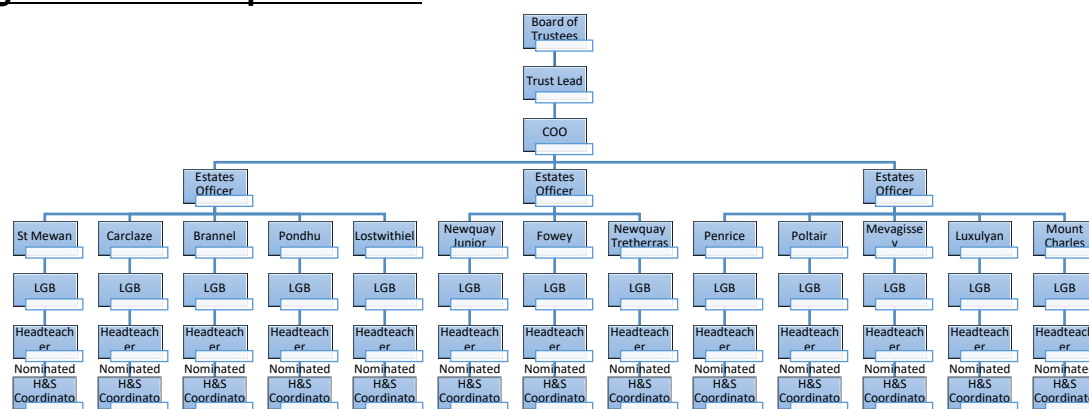 Board of
Trustees
Trust Lead
COO
Estates
Officer
Estates
Officer
Estates
Officer
St Mewan
Carclaze
Brannel
Pondhu
Lostwithiel
Newquay
Junior
Fowey
Newquay
Tretherras
Penrice
Poltair
Mevagisse
y
Luxulyan
Mount
Charles
LGB
LGB
LGB
LGB
LGB
LGB
LGB
LGB
LGB
LGB
LGB
LGB
LGB
Headteach
er
Headteach
er
Headteach
er
Headteach
er
Headteach
er
Headteach
er
Headteach
er
Headteach
er
Headteach
er
Headteach
er
Headteach
er
Headteach
er
Headteach
er
Nominated
H&S
Coordinato
Nominated
H&S
Coordinato
Nominated
H&S
Coordinato
Nominated
H&S
Coordinato
Nominated
H&S
Coordinato
Nominated
H&S
Coordinato
Nominated
H&S
Coordinato
Nominated
H&S
Coordinato
Nominated
H&S
Coordinato
Nominated
H&S
Coordinato
Nominated
H&S
Coordinato
Nominated
H&S
Coordinato
Nominated
H&S
Coordinato